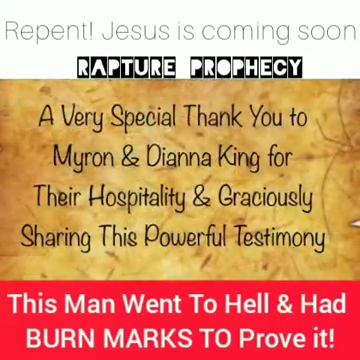 Repent! Jesus is coming soon
RAPTURE PROPHECY
A Very Special Thank You to
Myron & Dianna King for
Their Hospitality & Graciously
Sharing This Powerful Testimony
This Man Went To Hell & Had
BURN MARKS TO Prove it!